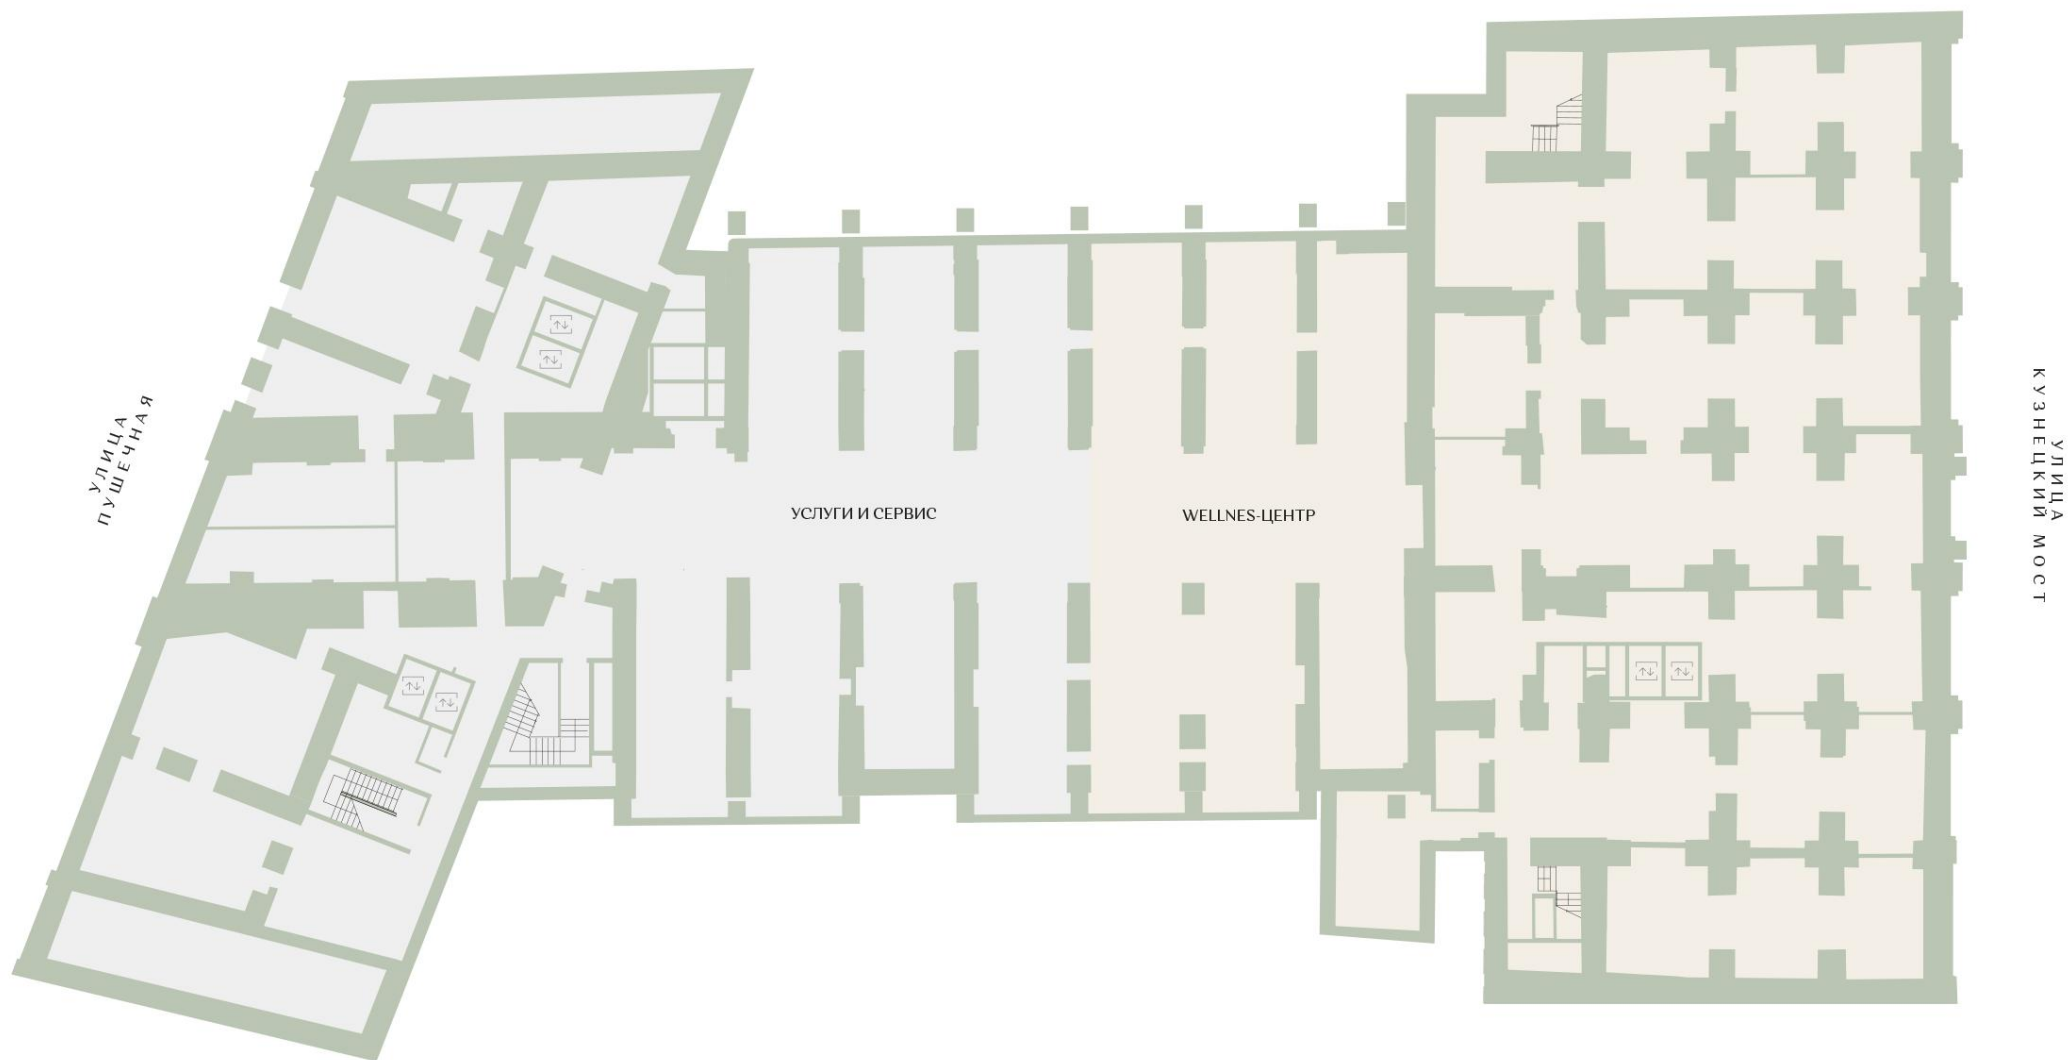 УЛИЦА
ПУШЕЧНАЯ
УСЛУГИ И СЕРВИС
WELLNES-ЦЕНТР
УЛИЦА
КУЗНЕЦКИЙ МОСТ